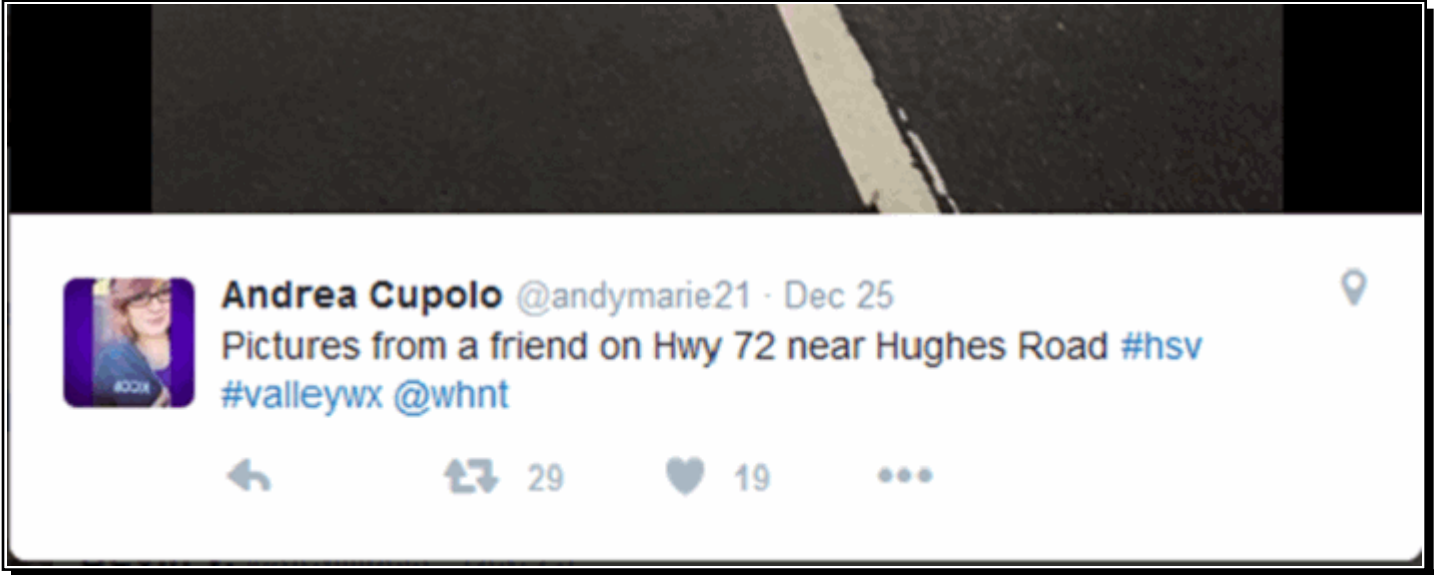 Andrea Cupolo @andymarie21 · Dec 25
Pictures from a friend on Hwy 72 near Hughes Road #hsv
#valleywx @whnt
29 19